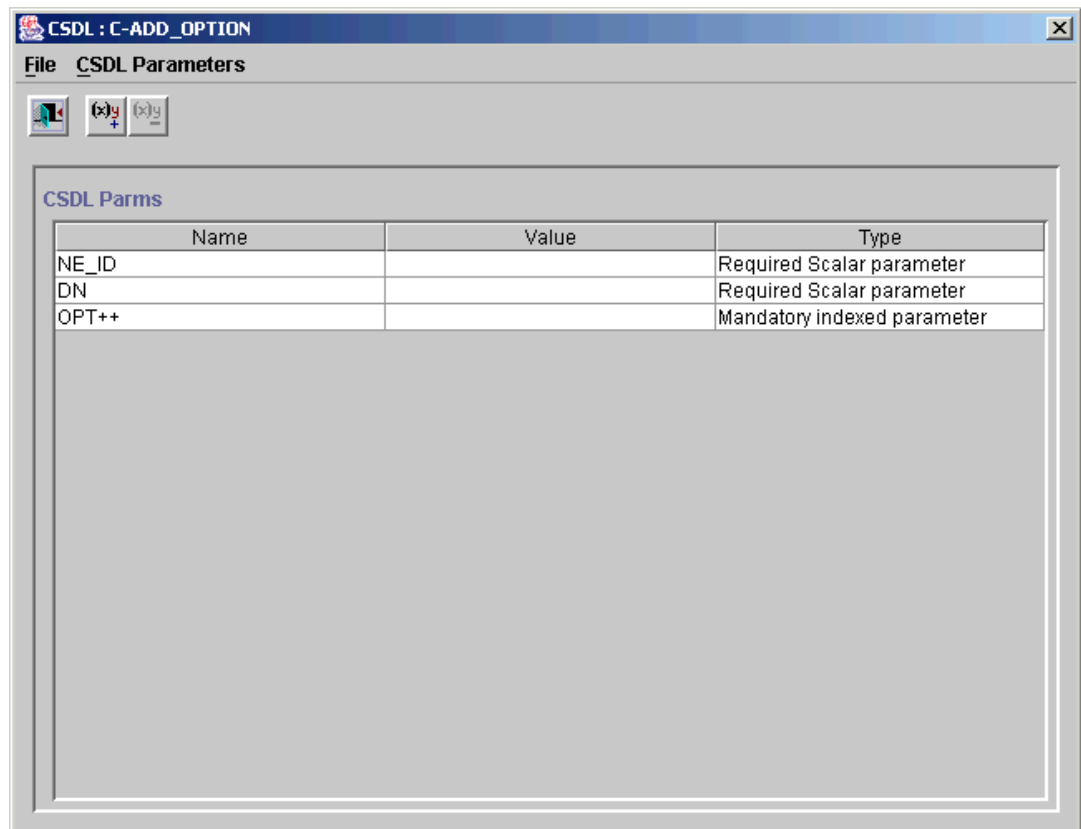 CSDL : C-ADD_OPTION
File CSDL Parameters
(x)y+ (x)y-
CSDL Parms
Name Value Type
NE_ID Required Scalar parameter
DN Required Scalar parameter
OPT++ Mandatory indexed parameter